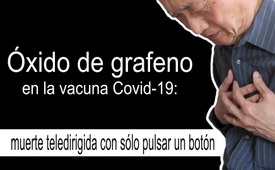 Óxido de grafeno
en la vacuna Covid-19:
muerte teledirigida con sólo pulsar un botón